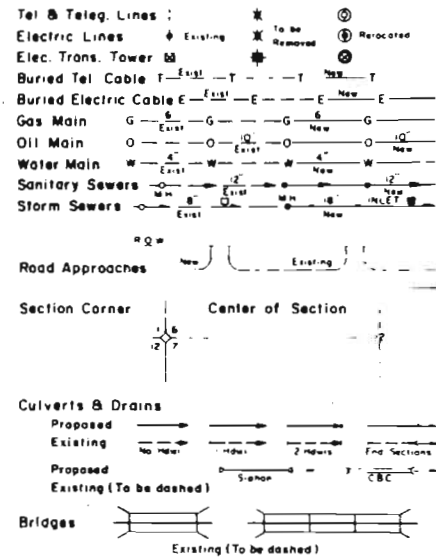 Tel & Teleg. Lines
Electric Lines Existing To be Removed Relocated
Elec. Trans. Tower
Buried Tel Cable T Exist T T New T
Buried Electric Cable E Exist E E E New
Gas Main G 6" Exist G G 6" New G
Oil Main O O 10" Exist O O 10" New
Water Main W 4" Exist W W 4" New W
Sanitary Sewers M.H. 12" Exist M.H. 12" New
Storm Sewers 8" Exist 18" New INLET
R O W
Road Approaches New Existing
Section Corner Center of Section
1 6
12 7
Culverts & Drains
Proposed
Existing No Hdwl 1 Hdwl 2 Hdwls End Sections
Proposed Siphon CBC
Existing (To be dashed)
Bridges
Existing (To be dashed)